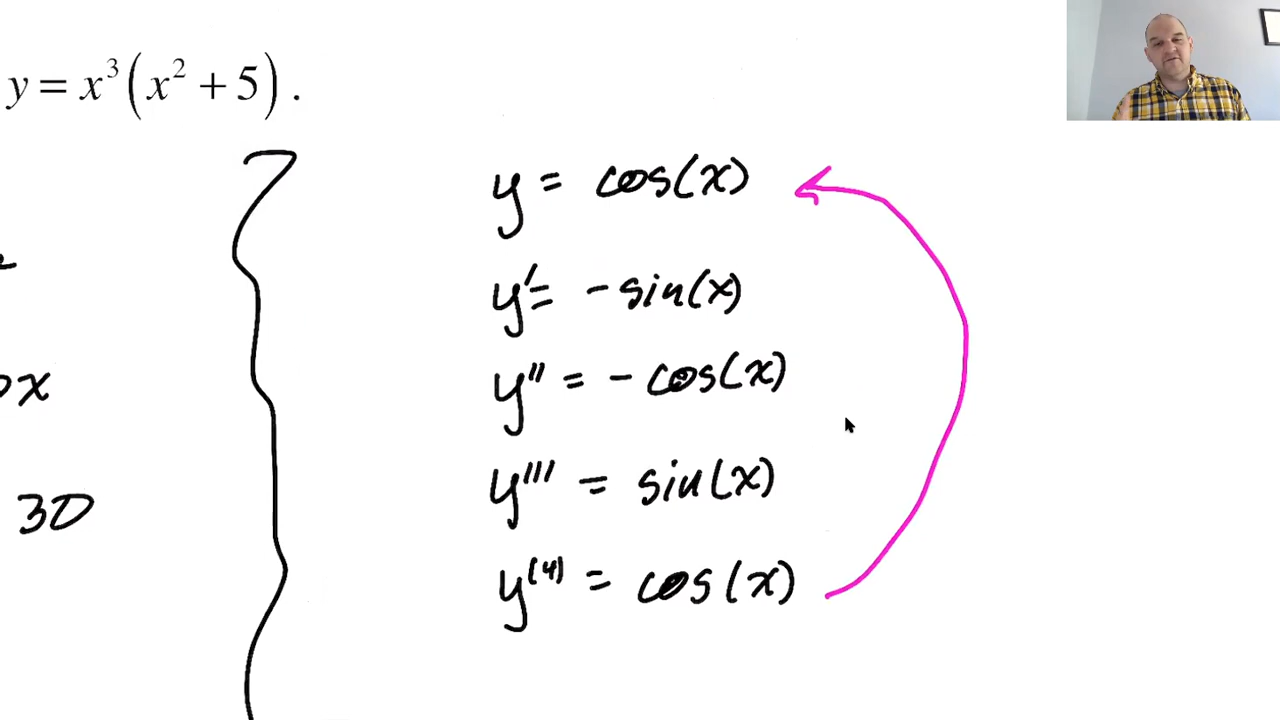 y = x³(x² + 5).
y = cos(x)
y' = -sin(x)
y'' = -cos(x)
x
y''' = sin(x)
30
y⁽⁴⁾ = cos(x)